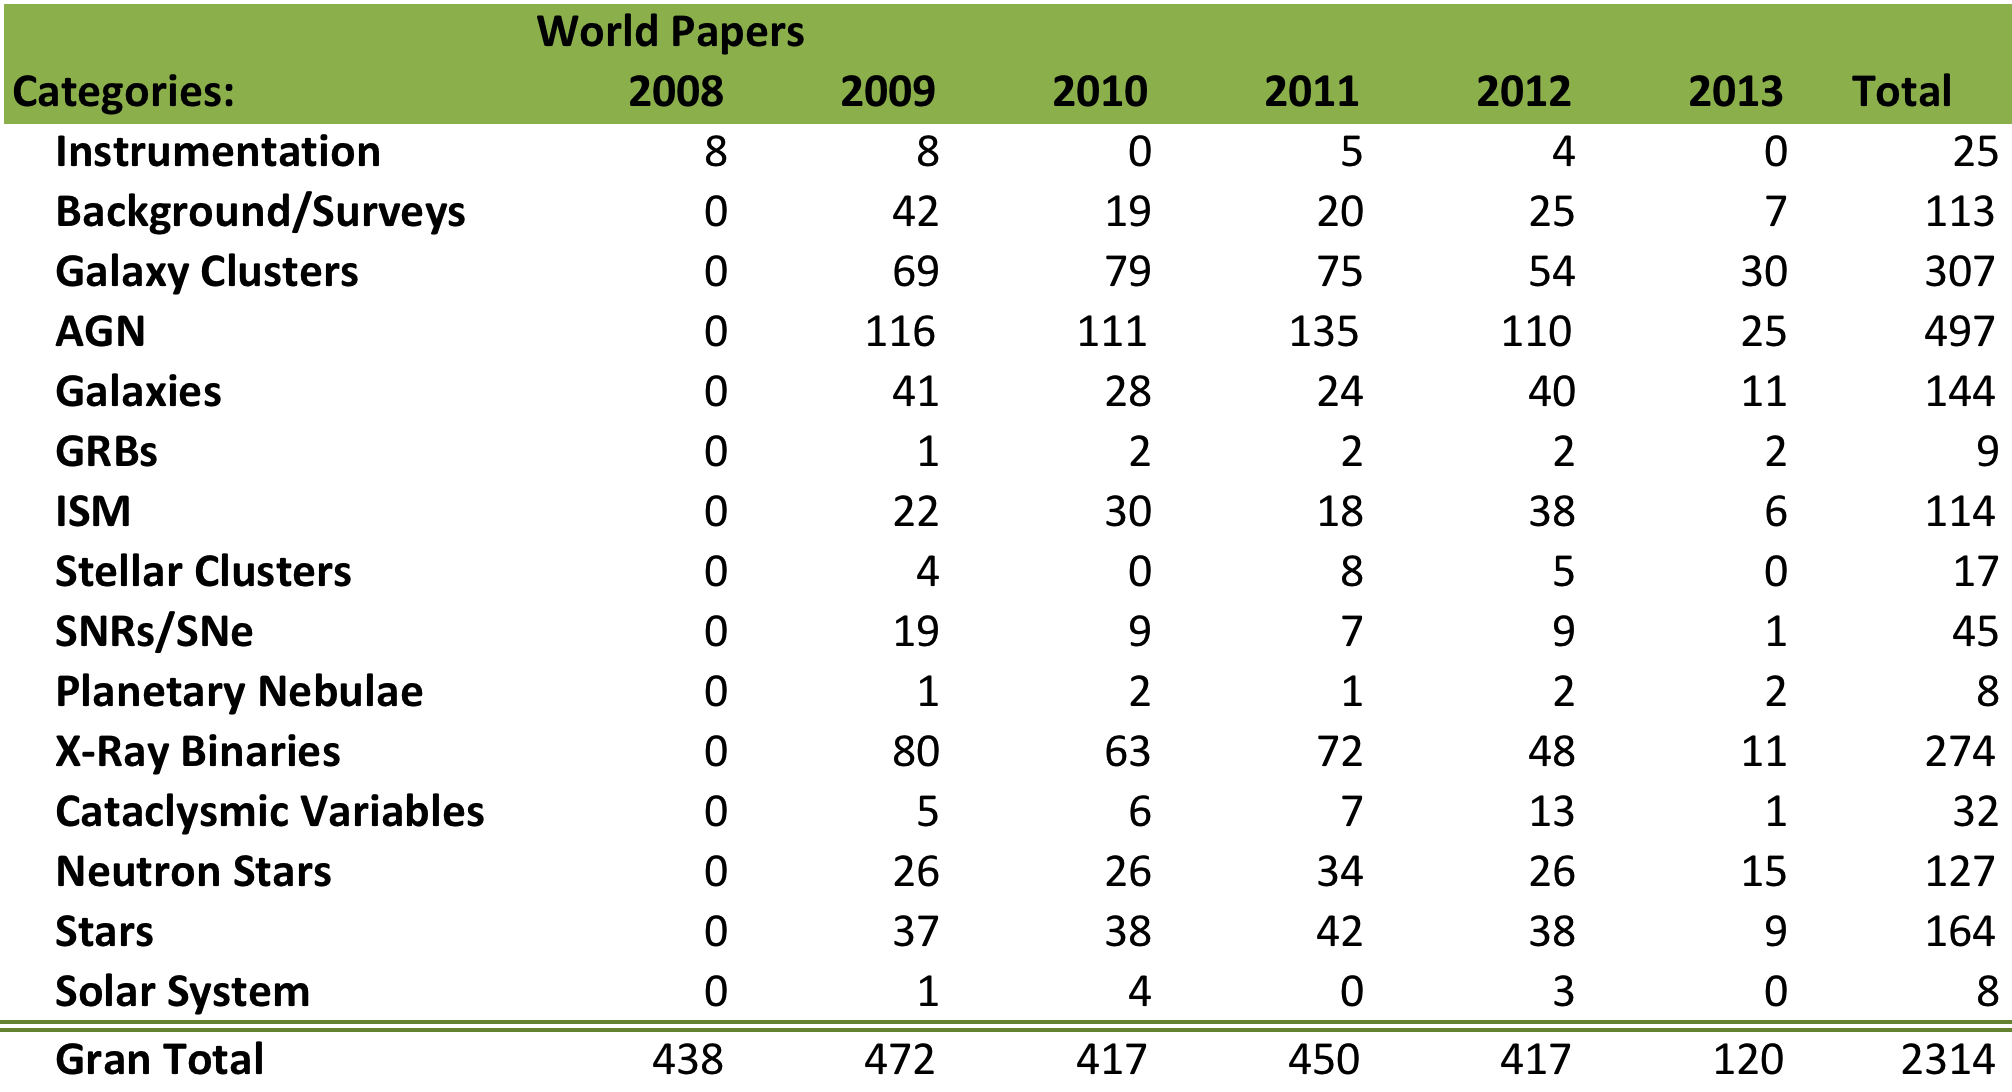 World Papers
Categories: 2008 2009 2010 2011 2012 2013 Total
Instrumentation 8 8 0 5 4 0 25
Background/Surveys 0 42 19 20 25 7 113
Galaxy Clusters 0 69 79 75 54 30 307
AGN 0 116 111 135 110 25 497
Galaxies 0 41 28 24 40 11 144
GRBs 0 1 2 2 2 2 9
ISM 0 22 30 18 38 6 114
Stellar Clusters 0 4 0 8 5 0 17
SNRs/SNe 0 19 9 7 9 1 45
Planetary Nebulae 0 1 2 1 2 2 8
X-Ray Binaries 0 80 63 72 48 11 274
Cataclysmic Variables 0 5 6 7 13 1 32
Neutron Stars 0 26 26 34 26 15 127
Stars 0 37 38 42 38 9 164
Solar System 0 1 4 0 3 0 8
Gran Total 438 472 417 450 417 120 2314